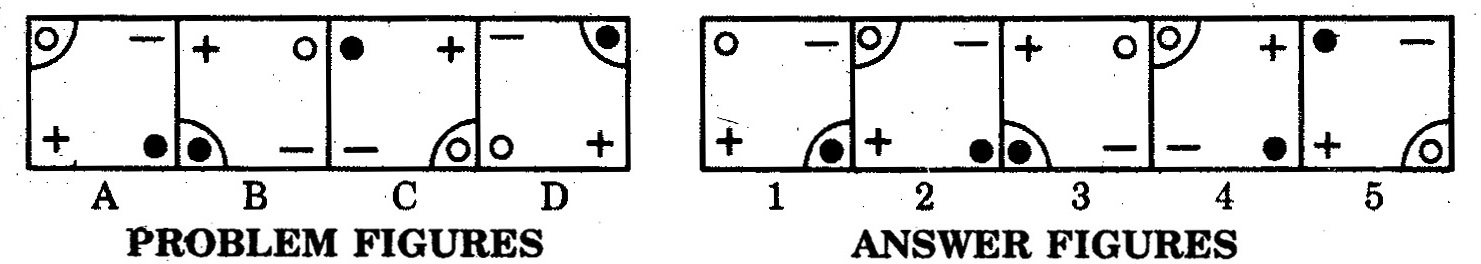 A B C D 1 2 3 4 5
PROBLEM FIGURES ANSWER FIGURES